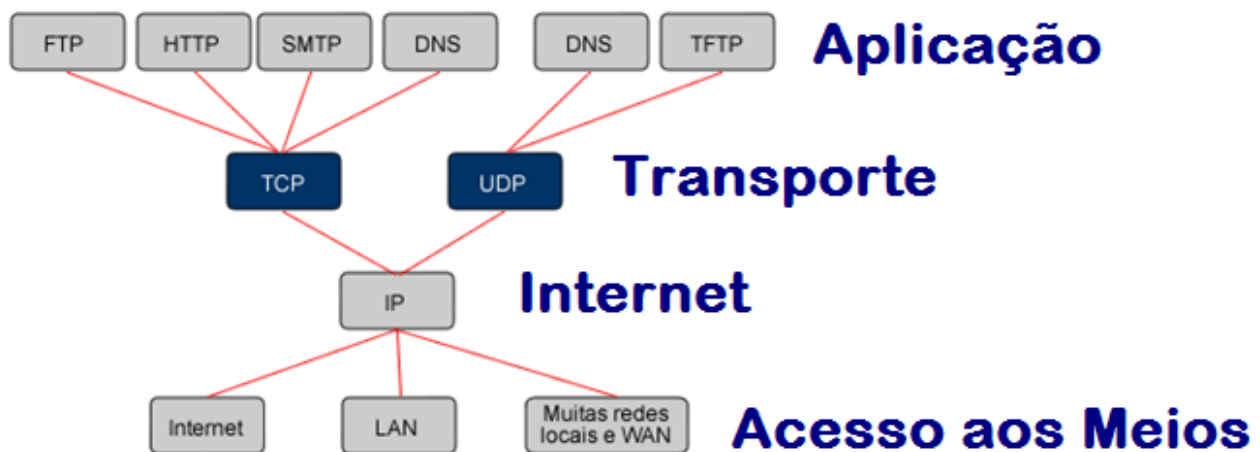 FTP
HTTP
SMTP
DNS
DNS
TFTP
Aplicação
TCP
UDP
Transporte
IP
Internet
Internet
LAN
Muitas redes
locais e WAN
Acesso aos Meios